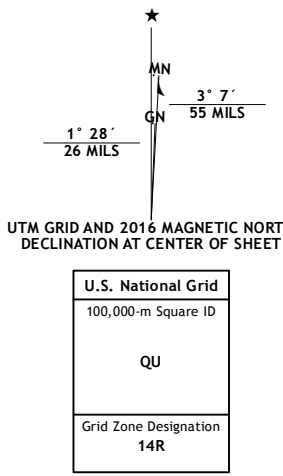 ★
MN
GN
3° 7´
55 MILS
1° 28´
26 MILS
UTM GRID AND 2016 MAGNETIC NORT
DECLINATION AT CENTER OF SHEET
U.S. National Grid
100,000-m Square ID
QU
Grid Zone Designation
14R